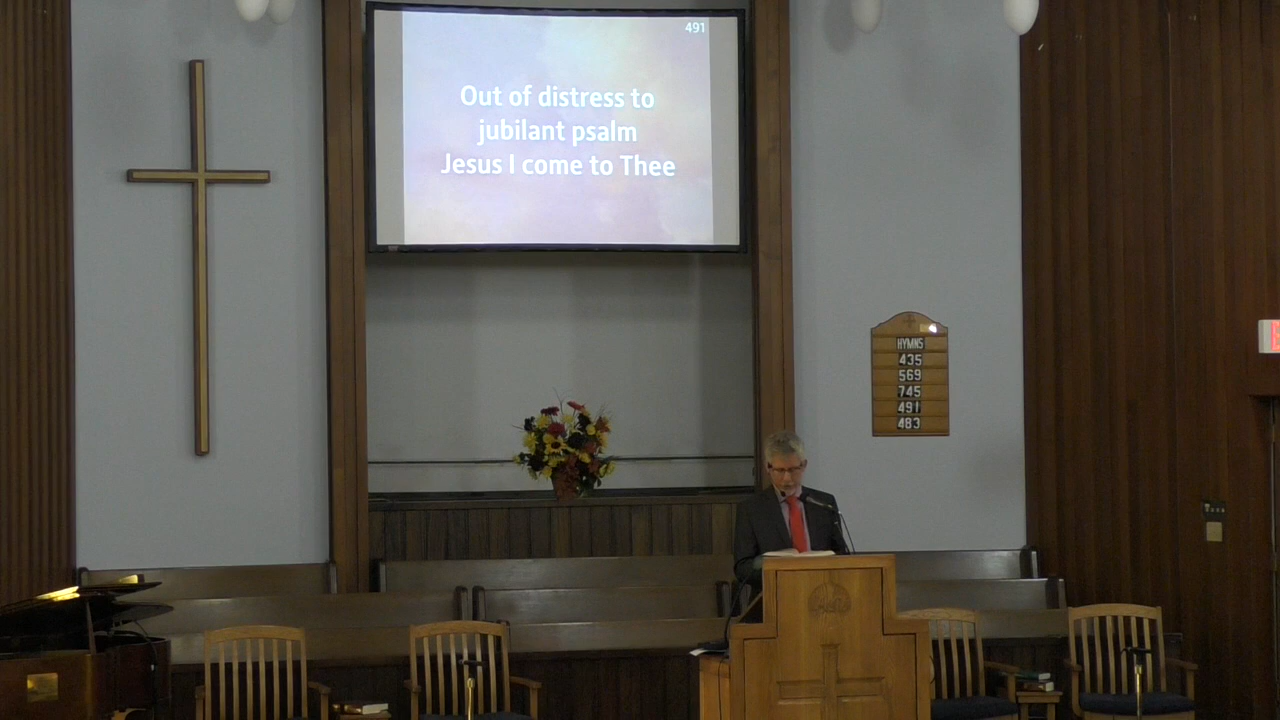 491
Out of distress to
jubilant psalm
Jesus I come to Thee
HYMNS
435
569
745
491
483